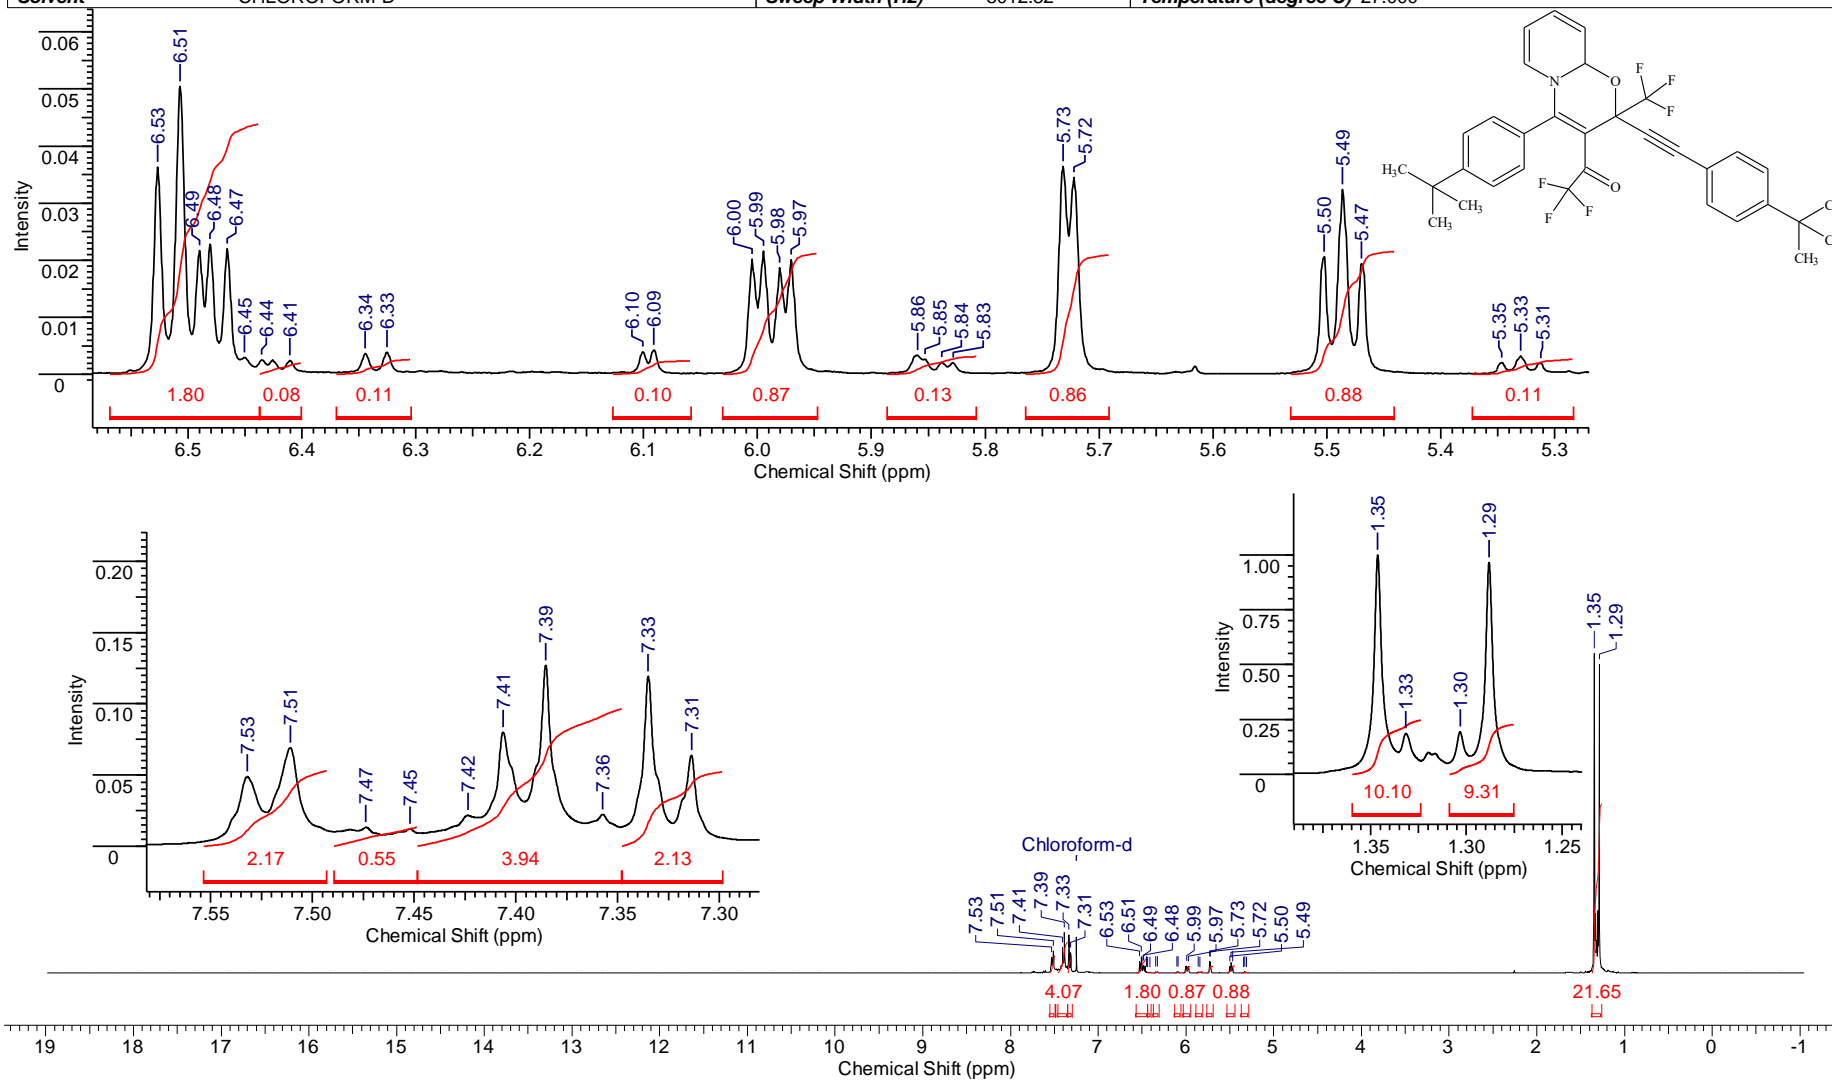 Solvent CHLOROFORM-D Sweep Width (Hz) 8012.82 Temperature (degree C) 27.000
Intensity
0.06
0.05
0.04
0.03
0.02
0.01
0
6.53
6.51
6.49
6.48
6.47
6.45
6.44
6.41
6.34
6.33
6.10
6.09
6.00
5.99
5.98
5.97
5.86
5.85
5.84
5.83
5.73
5.72
5.50
5.49
5.47
5.35
5.33
5.31
1.80 0.08 0.11 0.10 0.87 0.13 0.86 0.88 0.11
6.5 6.4 6.3 6.2 6.1 6.0 5.9 5.8 5.7 5.6 5.5 5.4 5.3
Chemical Shift (ppm)
N
O
F
F
F
H3C
CH3
CH3
F
F
F
O
CH3
Intensity
0.20
0.15
0.10
0.05
0
7.53
7.51
7.47
7.45
7.42
7.41
7.39
7.36
7.33
7.31
2.17 0.55 3.94 2.13
7.55 7.50 7.45 7.40 7.35 7.30
Chemical Shift (ppm)
Intensity
1.00
0.75
0.50
0.25
0
1.35
1.33
1.30
1.29
10.10 9.31
1.35 1.30 1.25
Chemical Shift (ppm)
Chloroform-d
7.53
7.51
7.41
7.39
7.33
7.31
6.53
6.51
6.49
6.48
5.99
5.97
5.73
5.72
5.50
5.49
1.35
1.29
4.07 1.80 0.87 0.88 21.65
19 18 17 16 15 14 13 12 11 10 9 8 7 6 5 4 3 2 1 0 -1
Chemical Shift (ppm)